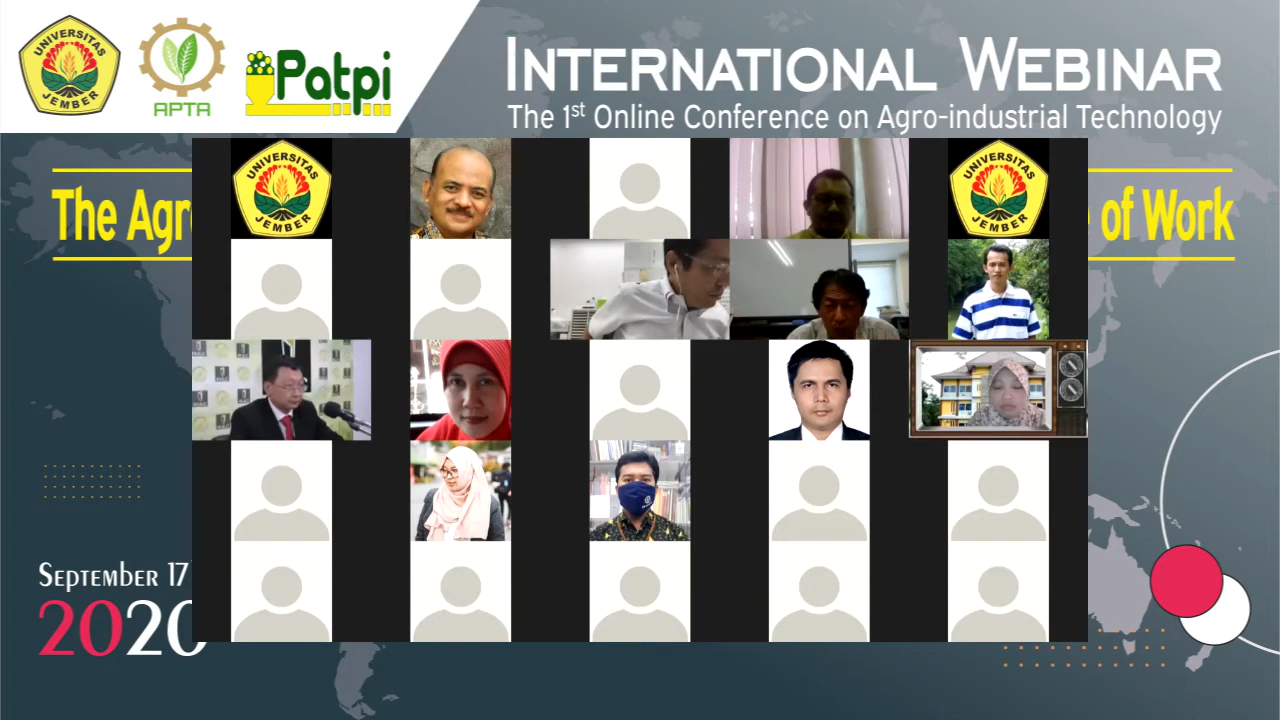 UNIVERSITAS
JEMBER
APTA
Patpi
INTERNATIONAL WEBINAR
The 1st Online Conference on Agro-industrial Technology
The Agr
of Work
UNIVERSITAS
JEMBER
UNIVERSITAS
JEMBER
SEPTEMBER 17
2020